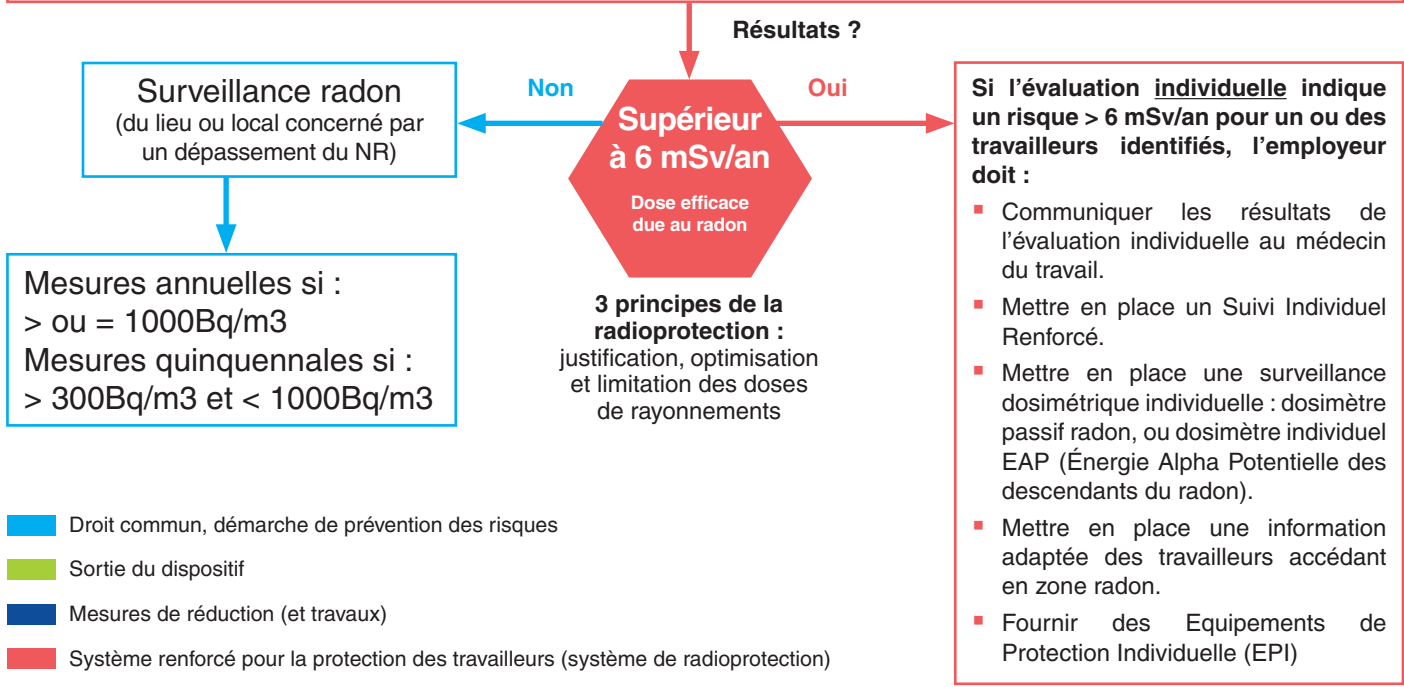 Résultats ?
Surveillance radon
(du lieu ou local concerné par
un dépassement du NR)
Non
Supérieur
à 6 mSv/an
Dose efficace
due au radon
Oui
Mesures annuelles si :
> ou = 1000Bq/m3
Mesures quinquennales si :
> 300Bq/m3 et < 1000Bq/m3
3 principes de la
radioprotection :
justification, optimisation
et limitation des doses
de rayonnements
Si l’évaluation individuelle indique
un risque > 6 mSv/an pour un ou des
travailleurs identifiés, l’employeur
doit :
▪ Communiquer les résultats de
l’évaluation individuelle au médecin
du travail.
▪ Mettre en place un Suivi Individuel
Renforcé.
▪ Mettre en place une surveillance
dosimétrique individuelle : dosimètre
passif radon, ou dosimètre individuel
EAP (Énergie Alpha Potentielle des
descendants du radon).
▪ Mettre en place une information
adaptée des travailleurs accédant
en zone radon.
▪ Fournir des Equipements de
Protection Individuelle (EPI)
Droit commun, démarche de prévention des risques
Sortie du dispositif
Mesures de réduction (et travaux)
Système renforcé pour la protection des travailleurs (système de radioprotection)